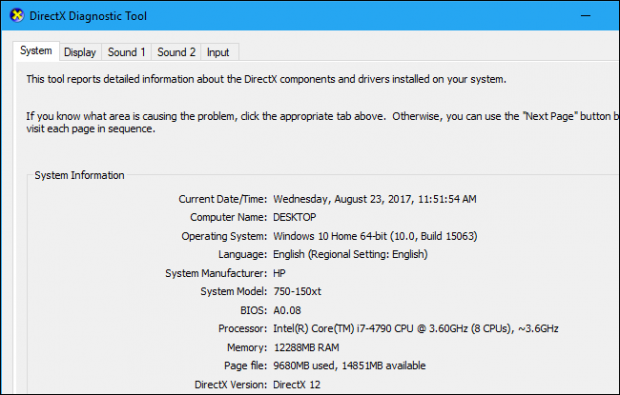 DirectX Diagnostic Tool
System Display Sound 1 Sound 2 Input
This tool reports detailed information about the DirectX components and drivers installed on your system.
If you know what area is causing the problem, click the appropriate tab above. Otherwise, you can use the "Next Page" button
visit each page in sequence.
System Information
Current Date/Time: Wednesday, August 23, 2017, 11:51:54 AM
Computer Name: DESKTOP
Operating System: Windows 10 Home 64-bit (10.0, Build 15063)
Language: English (Regional Setting: English)
System Manufacturer: HP
System Model: 750-150xt
BIOS: A0.08
Processor: Intel(R) Core(TM) i7-4790 CPU @ 3.60GHz (8 CPUs), ~3.6GHz
Memory: 12288MB RAM
Page file: 9680MB used, 14851MB available
DirectX Version: DirectX 12